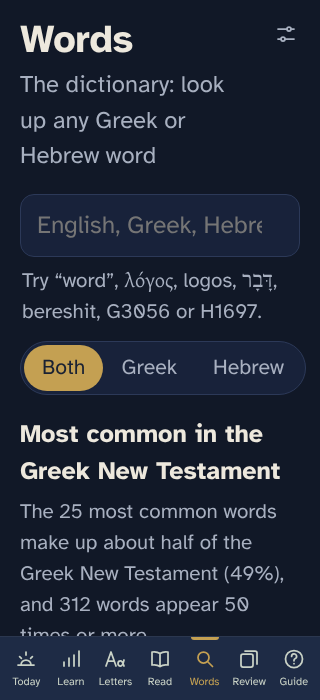 Words
The dictionary: look
up any Greek or
Hebrew word
English, Greek, Hebre
Try “word”, λόγος, logos, דָּבָר,
bereshit, G3056 or H1697.
Both Greek Hebrew
Most common in the
Greek New Testament
The 25 most common words
make up about half of the
Greek New Testament (49%),
and 312 words appear 50
times or more
Today Learn Letters Read Words Review Guide